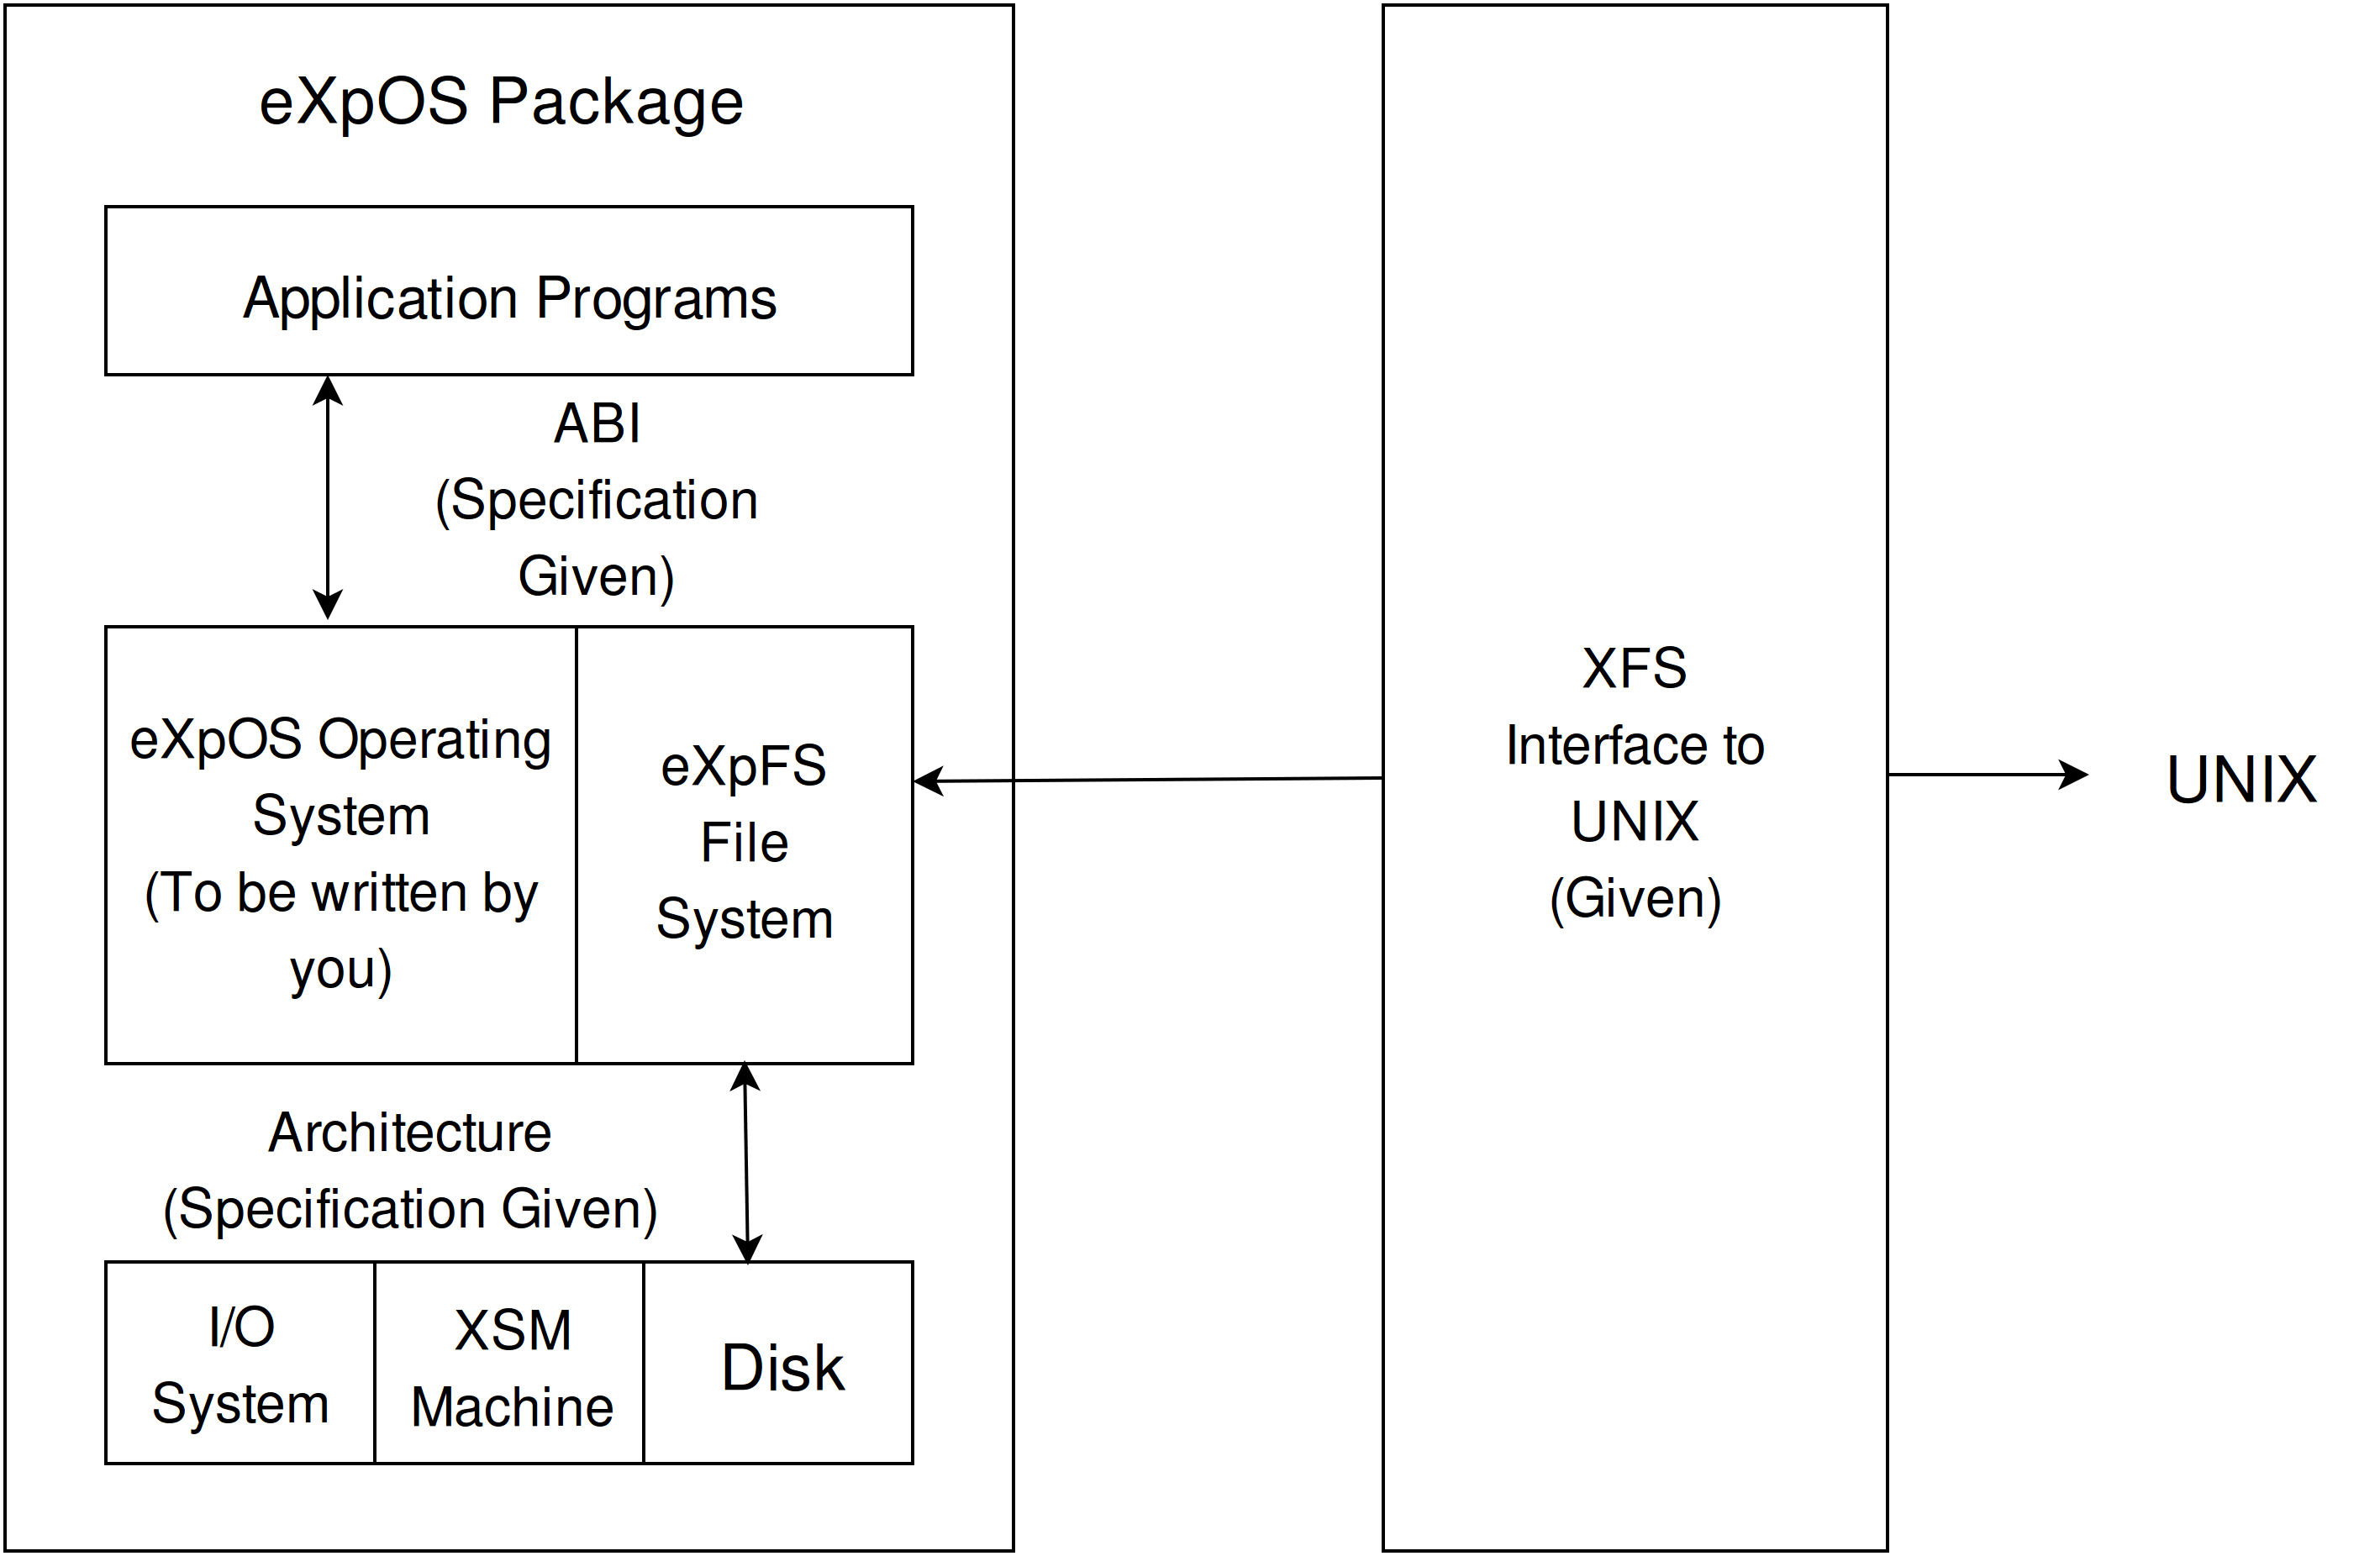 eXpOS Package
Application Programs
ABI
(Specification
Given)
eXpOS Operating
System
(To be written by
you)
eXpFS
File
System
Architecture
(Specification Given)
I/O
System
XSM
Machine
Disk
XFS
Interface to
UNIX
(Given)
UNIX